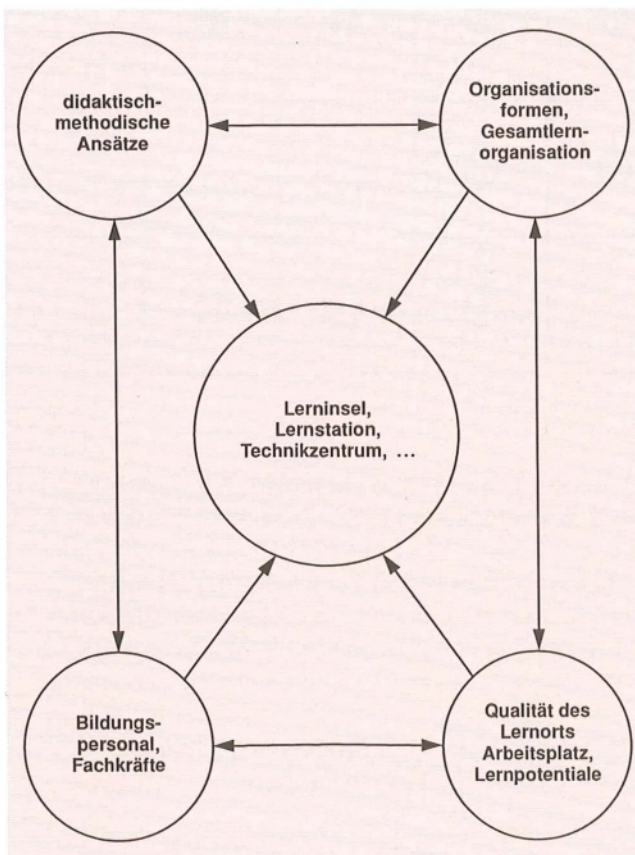 didaktisch-
methodische
Ansätze
Organisations-
formen,
Gesamtlern-
organisation
Lerninsel,
Lernstation,
Technikzentrum, ...
Bildungs-
personal,
Fachkräfte
Qualität des
Lernorts
Arbeitsplatz,
Lernpotentiale